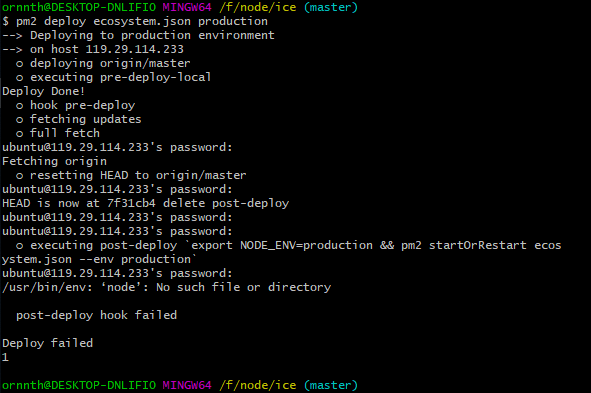 ornnth@DESKTOP-DNLIFIO MINGW64 /f/node/ice (master)
$ pm2 deploy ecosystem.json production
--> Deploying to production environment
--> on host 119.29.114.233
  o deploying origin/master
  o executing pre-deploy-local
Deploy Done!
  o hook pre-deploy
  o fetching updates
  o full fetch
ubuntu@119.29.114.233's password:
Fetching origin
  o resetting HEAD to origin/master
ubuntu@119.29.114.233's password:
HEAD is now at 7f31cb4 delete post-deploy
ubuntu@119.29.114.233's password:
ubuntu@119.29.114.233's password:
  o executing post-deploy `export NODE_ENV=production && pm2 startOrRestart ecos
ystem.json --env production`
ubuntu@119.29.114.233's password:
/usr/bin/env: ‘node’: No such file or directory
  post-deploy hook failed
Deploy failed
1
ornnth@DESKTOP-DNLIFIO MINGW64 /f/node/ice (master)